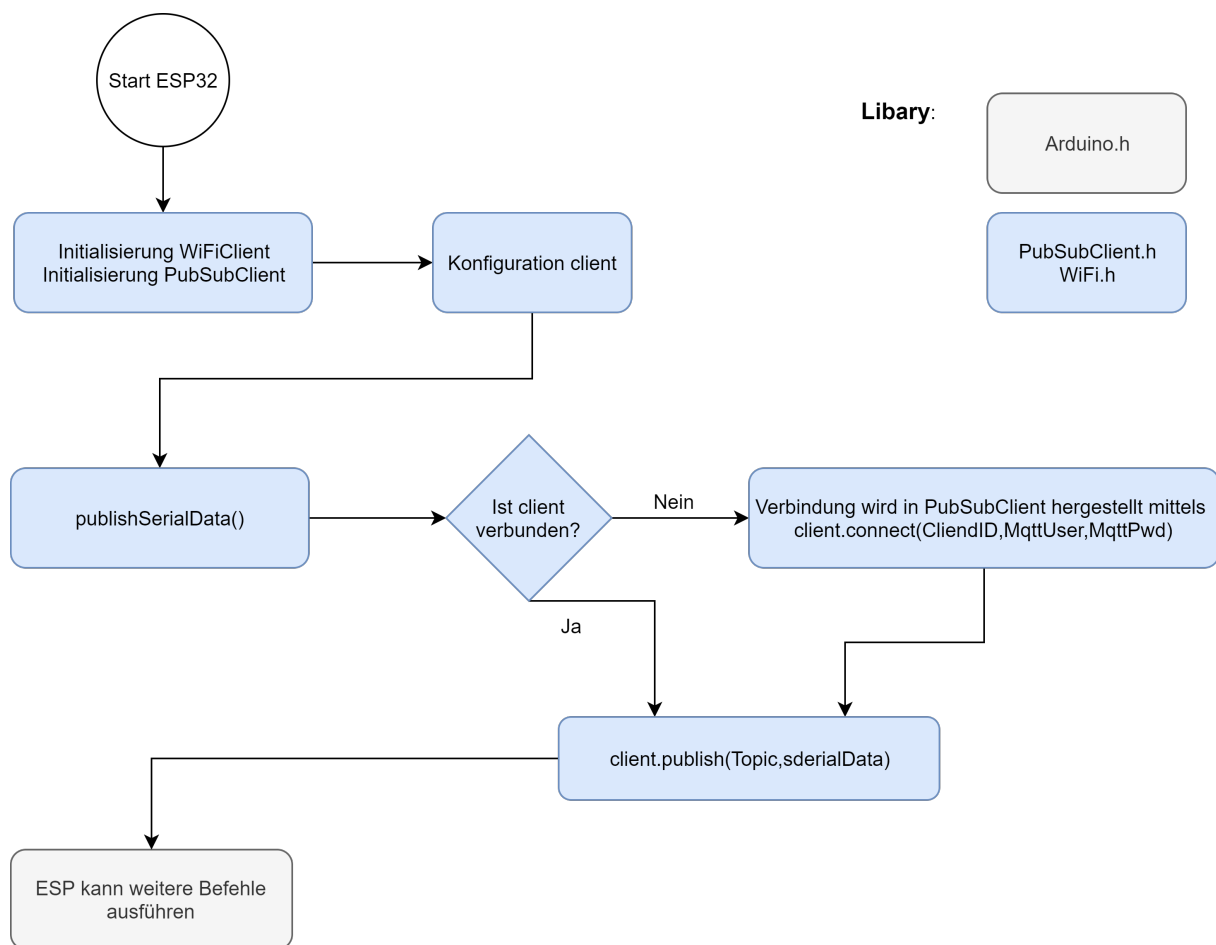 Start ESP32
Libary:
Arduino.h
Initialisierung WiFiClient
Initialisierung PubSubClient
Konfiguration client
PubSubClient.h
WiFi.h
publishSerialData()
Ist client
verbunden?
Nein
Verbindung wird in PubSubClient hergestellt mittels
client.connect(CliendID,MqttUser,MqttPwd)
Ja
client.publish(Topic,sderialData)
ESP kann weitere Befehle
ausführen